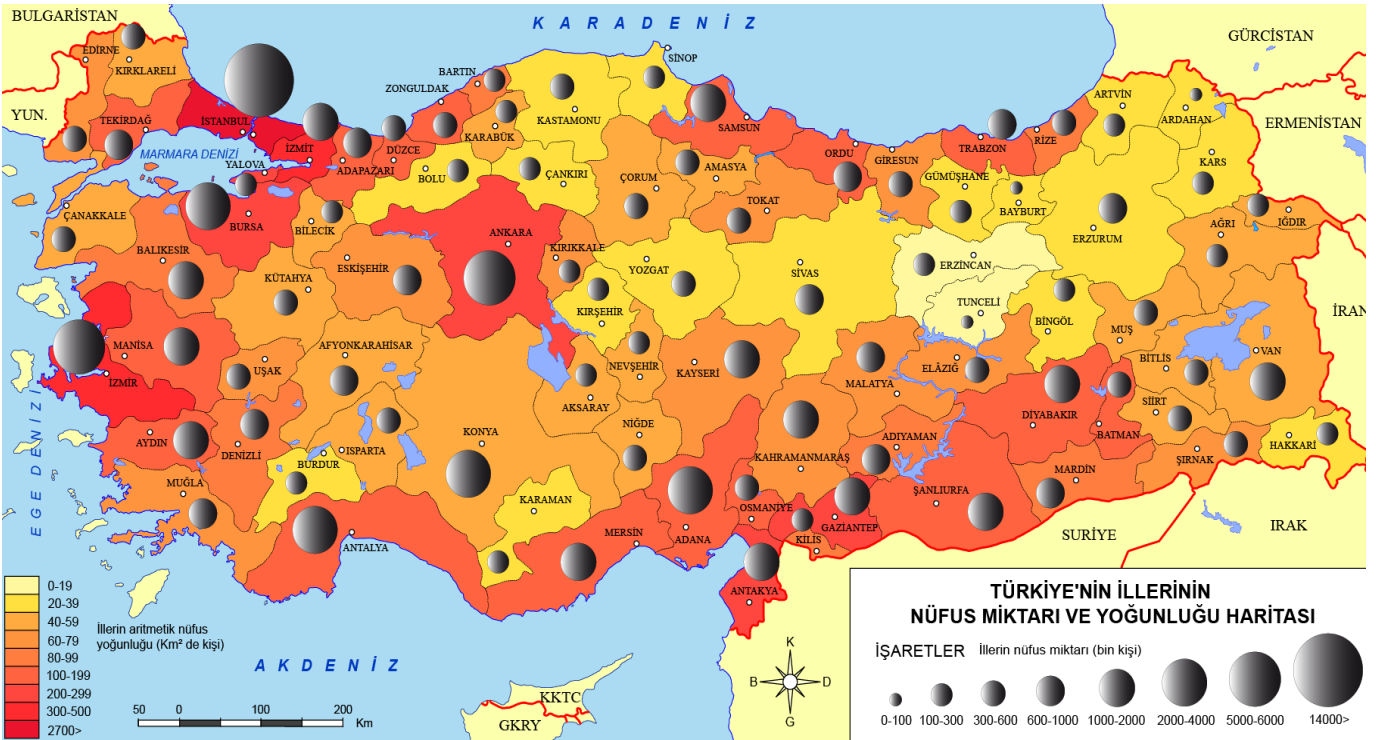 BULGARİSTAN
K A R A D E N İ Z
GÜRCİSTAN
EDİRNE
KIRKLARELİ
SİNOP
BARTIN
ZONGULDAK
KASTAMONU
ARTVİN
ARDAHAN
YUN.
TEKİRDAĞ
İSTANBUL
KARABÜK
SAMSUN
ERMENİSTAN
MARMARA DENİZİ
İZMİT
DÜZCE
ORDU
GİRESUN
TRABZON
RİZE
KARS
YALOVA
ADAPAZARI
BOLU
ÇANKIRI
ÇORUM
AMASYA
GÜMÜŞHANE
ÇANAKKALE
BURSA
BİLECİK
TOKAT
BAYBURT
ANKARA
KIRIKKALE
ERZURUM
AĞRI
IĞDIR
BALIKESİR
ESKİŞEHİR
KÜTAHYA
YOZGAT
SİVAS
ERZİNCAN
TUNCELİ
İRAN
KIRŞEHİR
BİNGÖL
MUŞ
MANİSA
AFYONKARAHİSAR
UŞAK
NEVŞEHİR
KAYSERİ
MALATYA
ELÂZIĞ
BİTLİS
VAN
İZMİR
AKSARAY
SİİRT
EGE DENİZİ
AYDIN
DENİZLİ
ISPARTA
KONYA
NİĞDE
DİYABAKIR
BATMAN
HAKKARİ
BURDUR
KAHRAMANMARAŞ
ADIYAMAN
ŞIRNAK
MUĞLA
KARAMAN
MARDİN
ŞANLIURFA
OSMANİYE
GAZİANTEP
ANTALYA
MERSİN
ADANA
KİLİS
SURİYE
IRAK
ANTAKYA
0-19
20-39
40-59
60-79
80-99
100-199
200-299
300-500
2700>
İllerin aritmetik nüfus
yoğunluğu (Km² de kişi)
A K D E N İ Z
50 0 100 200
Km
KKTC
GKRY
K
B D
G
TÜRKİYE'NİN İLLERİNİN
NÜFUS MİKTARI VE YOĞUNLUĞU HARİTASI
İŞARETLER İllerin nüfus miktarı (bin kişi)
0-100 100-300 300-600 600-1000 1000-2000 2000-4000 5000-6000 14000>